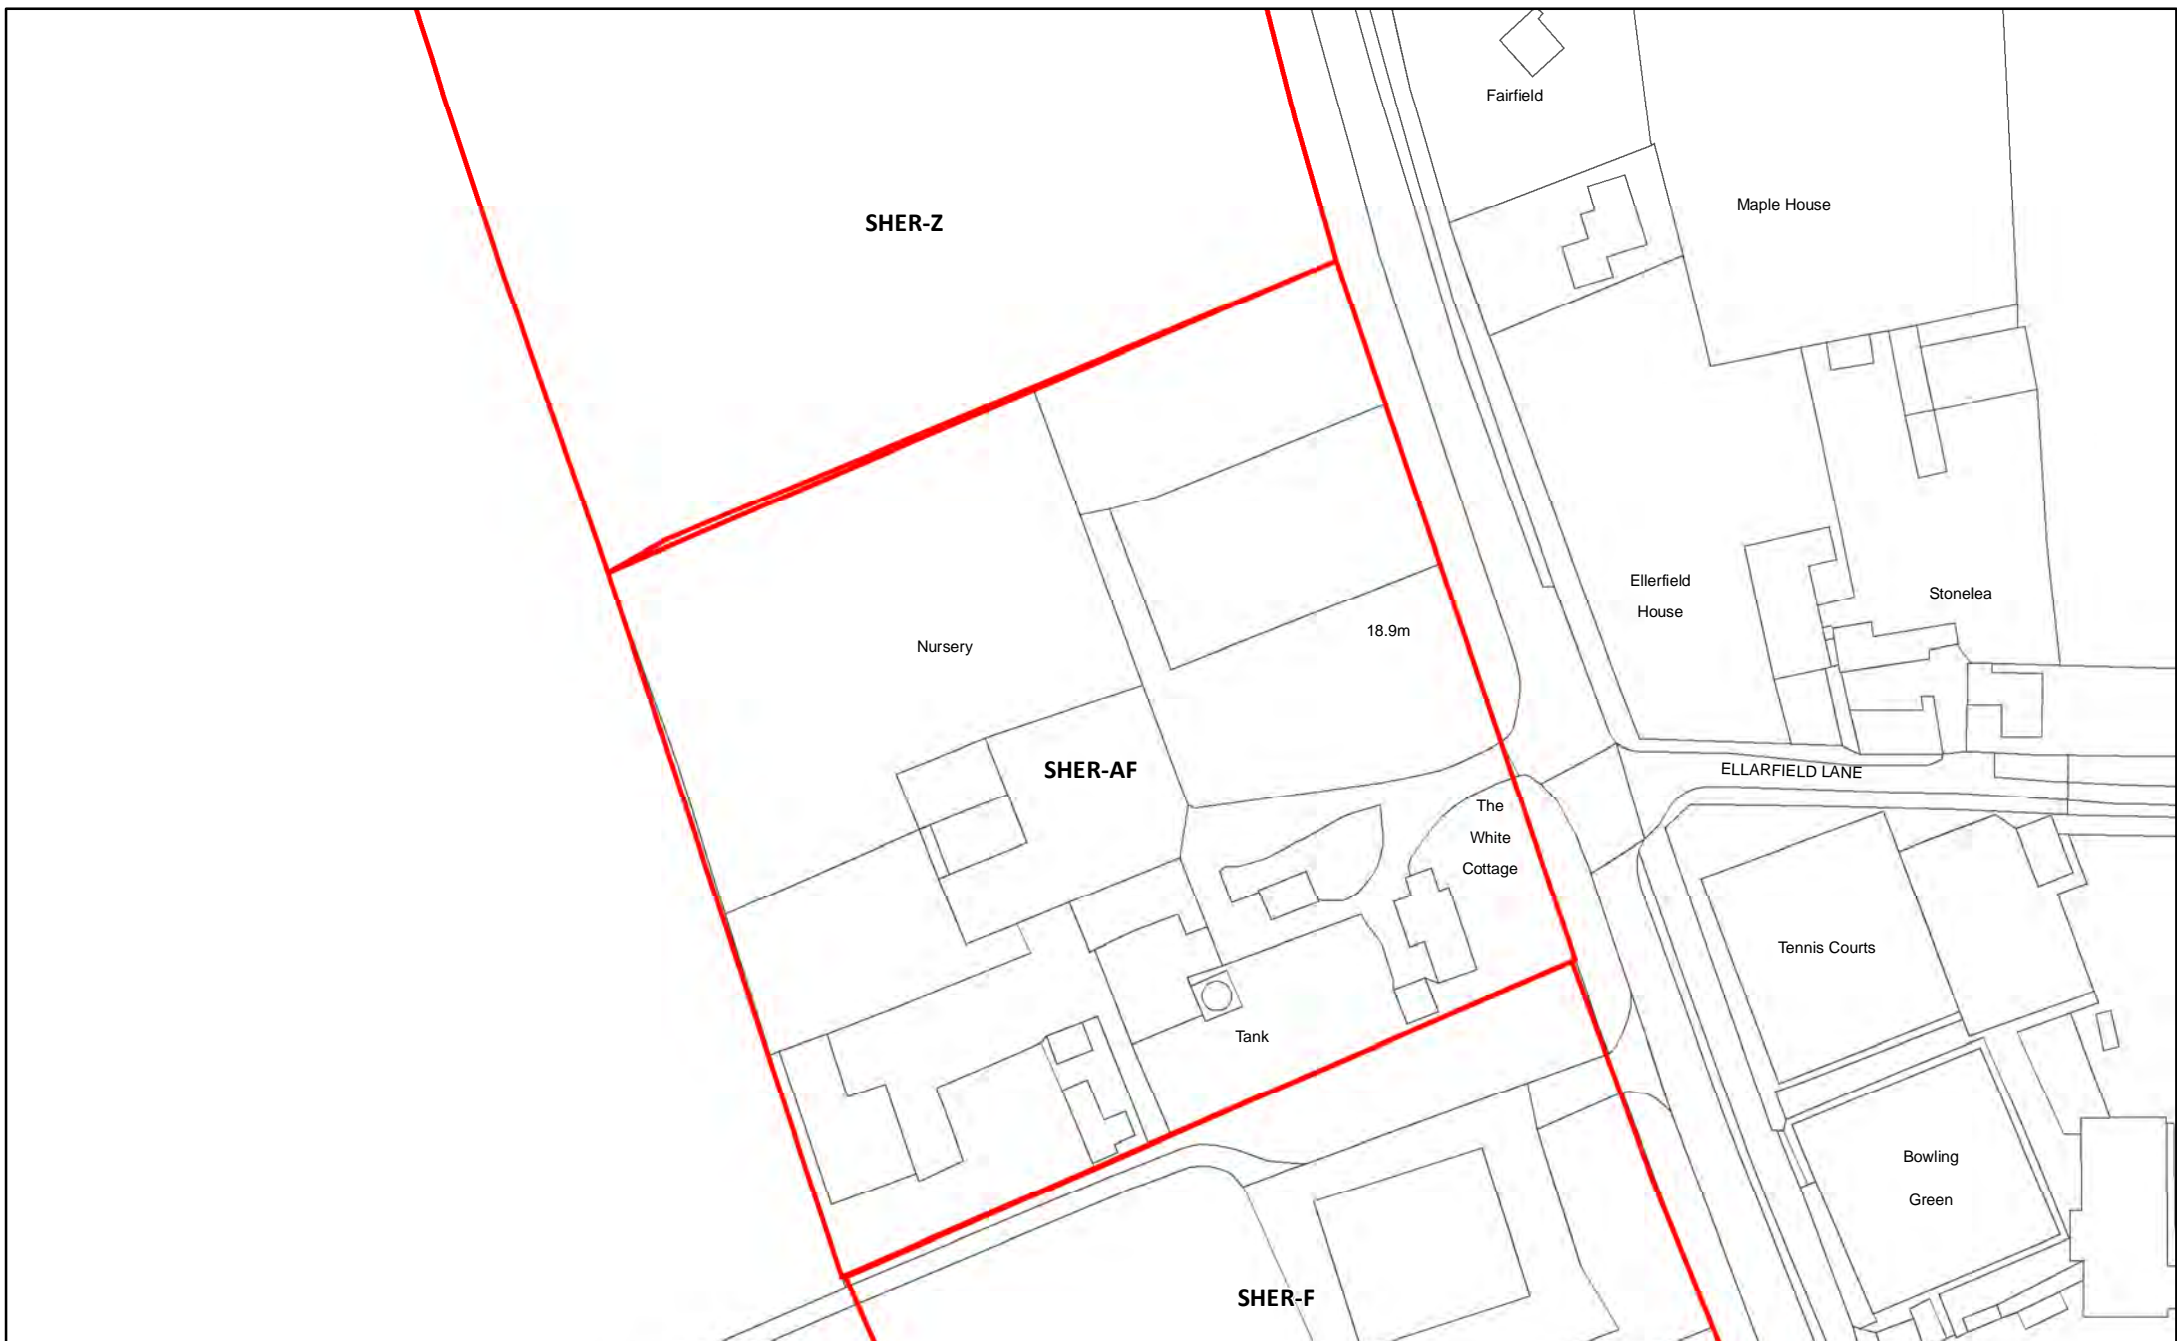 Fairfield
Maple House
SHER-Z
Ellerfield
House
Stonelea
18.9m
Nursery
SHER-AF
ELLARFIELD LANE
The
White
Cottage
Tennis Courts
Tank
Bowling
Green
SHER-F